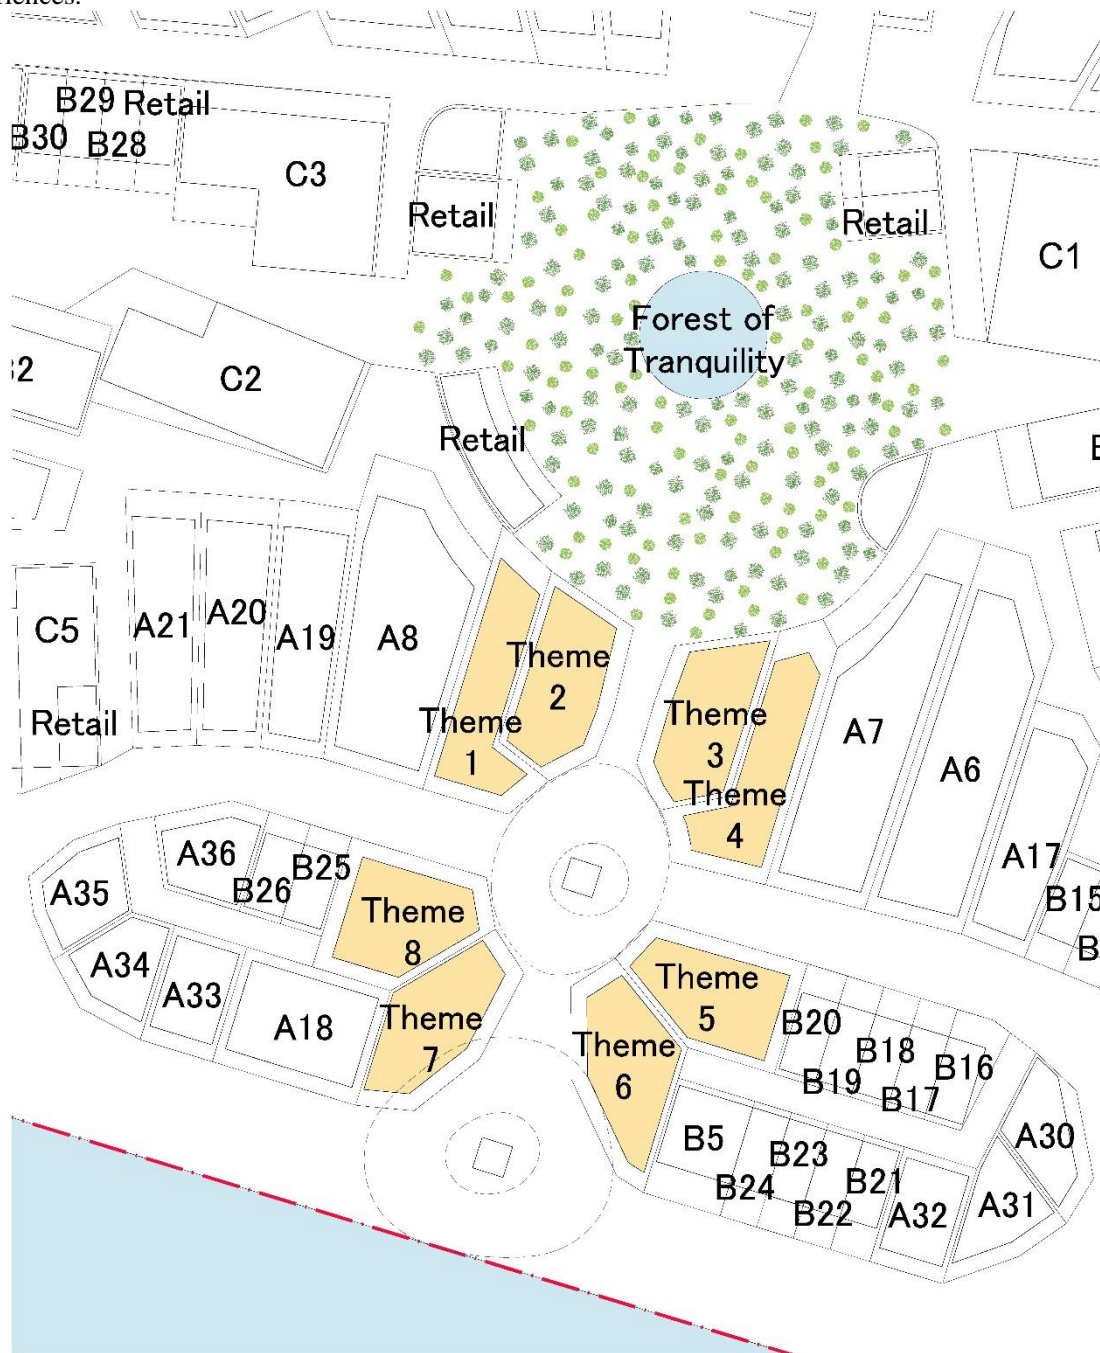 B29 Retail
B30
B28
C3
Retail
Retail
C1
Forest of
Tranquility
C2
Retail
A21
A20
A19
A8
C5
Retail
Theme
1
Theme
2
Theme
3
Theme
4
A7
A6
A17
B15
A36
B25
B26
A35
A34
A33
A18
Theme
8
Theme
7
Theme
5
Theme
6
B20
B18
B16
B19
B17
B5
B23
B24
B21
B22
A32
A30
A31